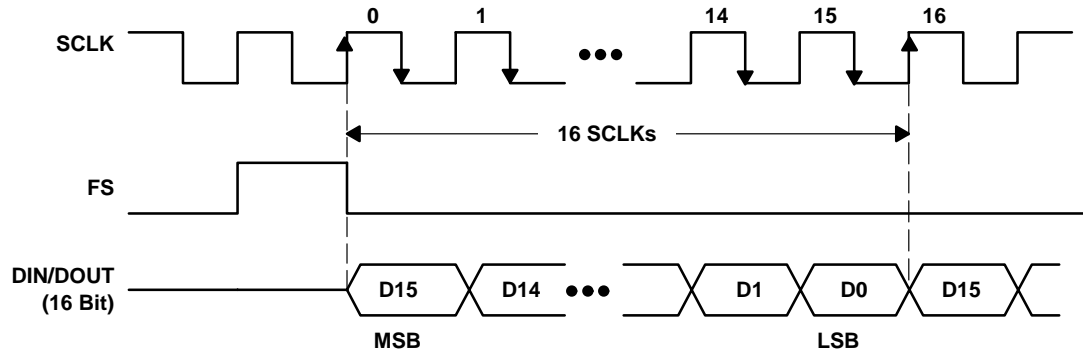 0 1 14 15 16
SCLK
16 SCLKs
FS
DIN/DOUT
(16 Bit)
D15 D14 D1 D0 D15
MSB LSB